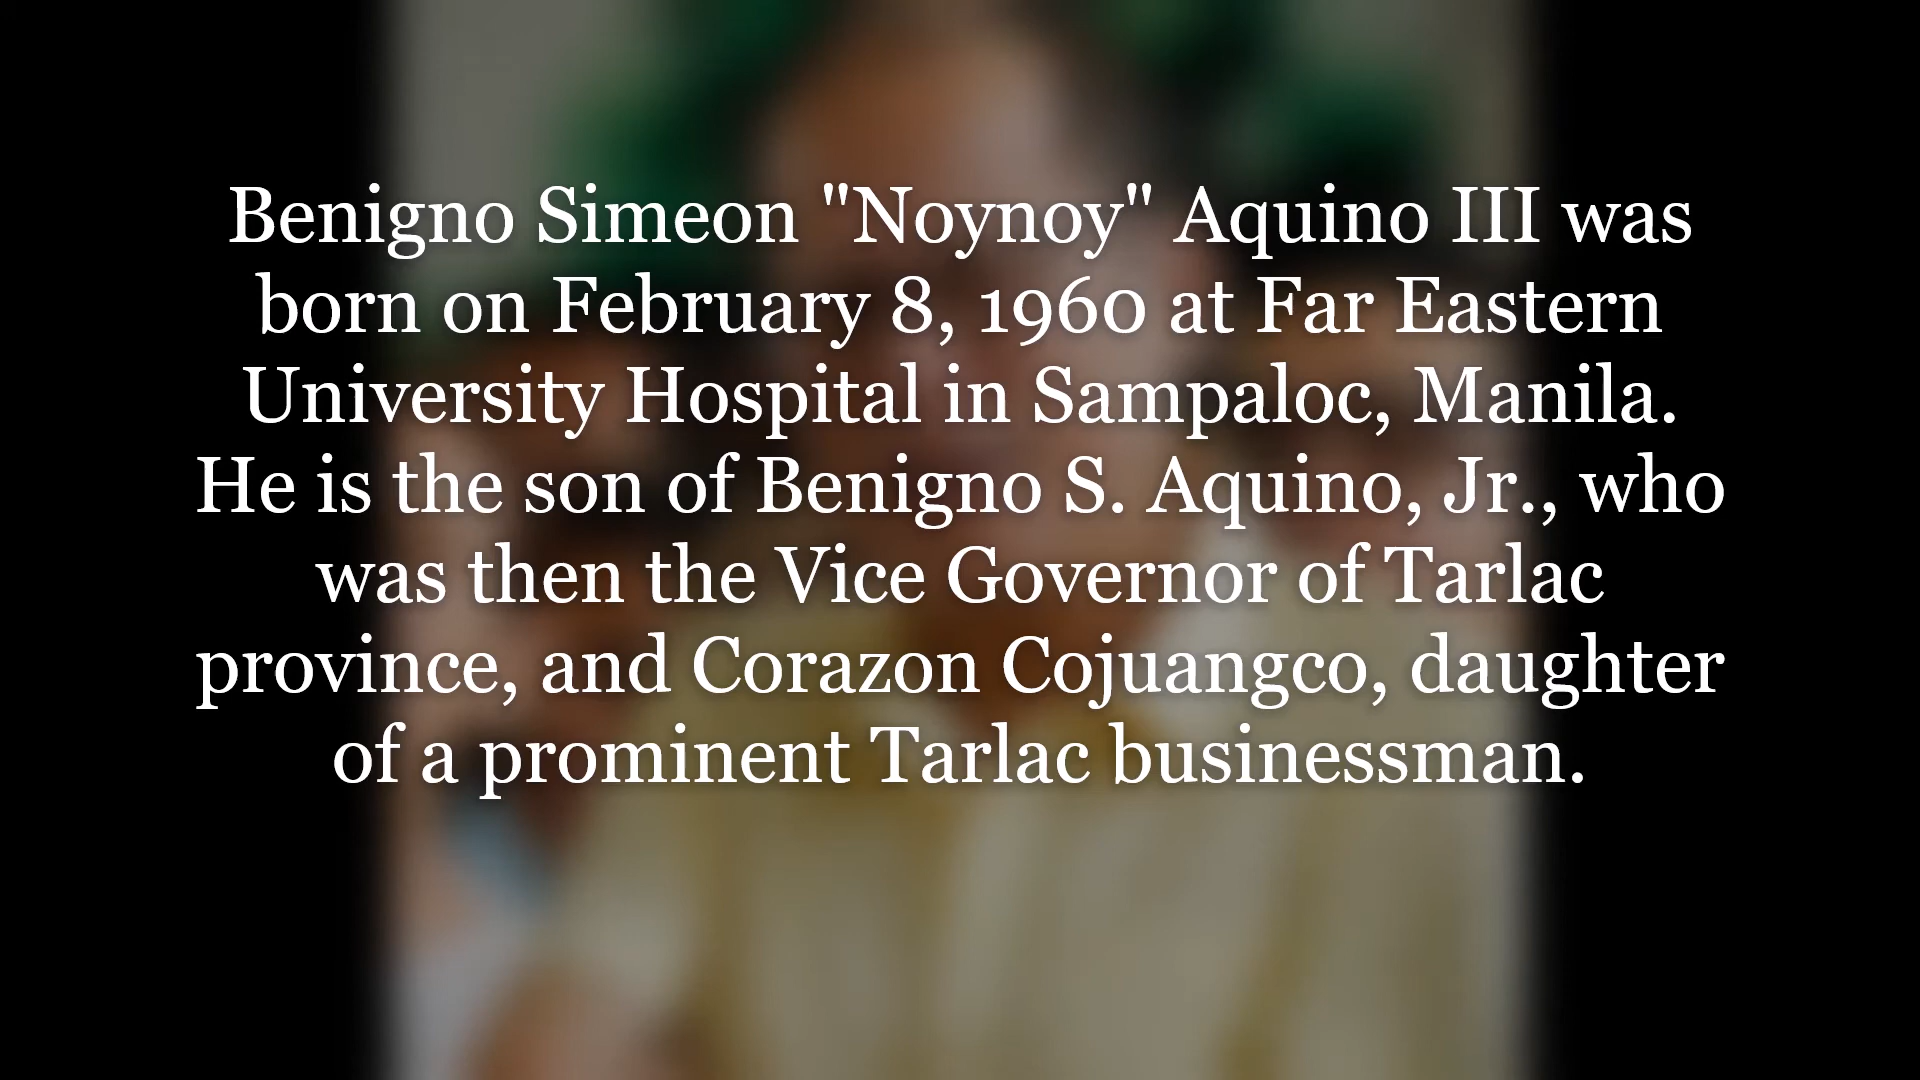 Benigno Simeon "Noynoy" Aquino III was
born on February 8, 1960 at Far Eastern
University Hospital in Sampaloc, Manila.
He is the son of Benigno S. Aquino, Jr., who
was then the Vice Governor of Tarlac
province, and Corazon Cojuangco, daughter
of a prominent Tarlac businessman.